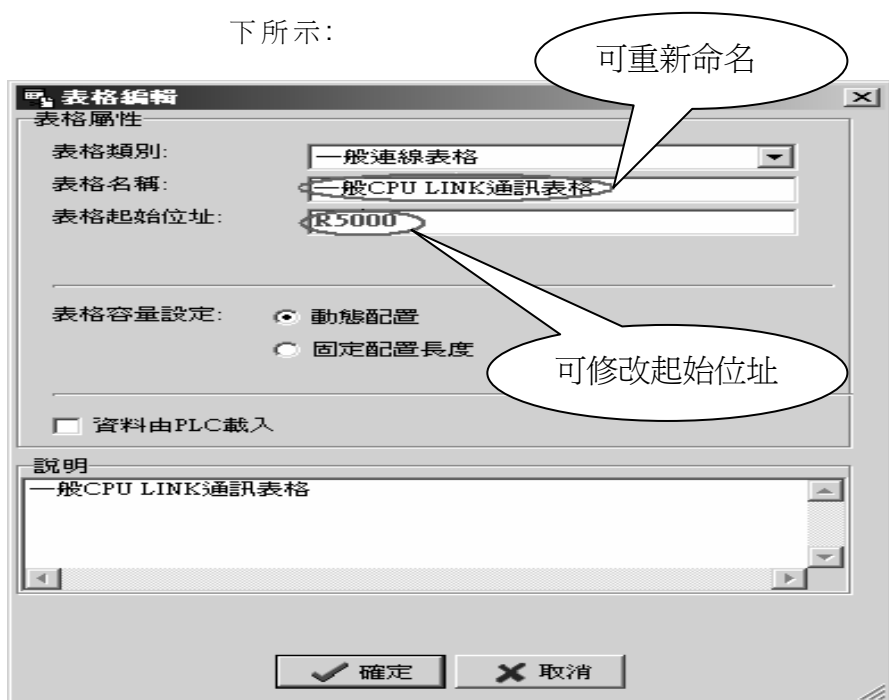 下所示：
可重新命名
表格編輯
表格屬性
表格類別：
一般連線表格
表格名稱：
一般CPU LINK通訊表格
表格起始位址：
R5000
表格容量設定：
動態配置
固定配置長度
可修改起始位址
資料由PLC載入
說明
一般CPU LINK通訊表格
確定
取消